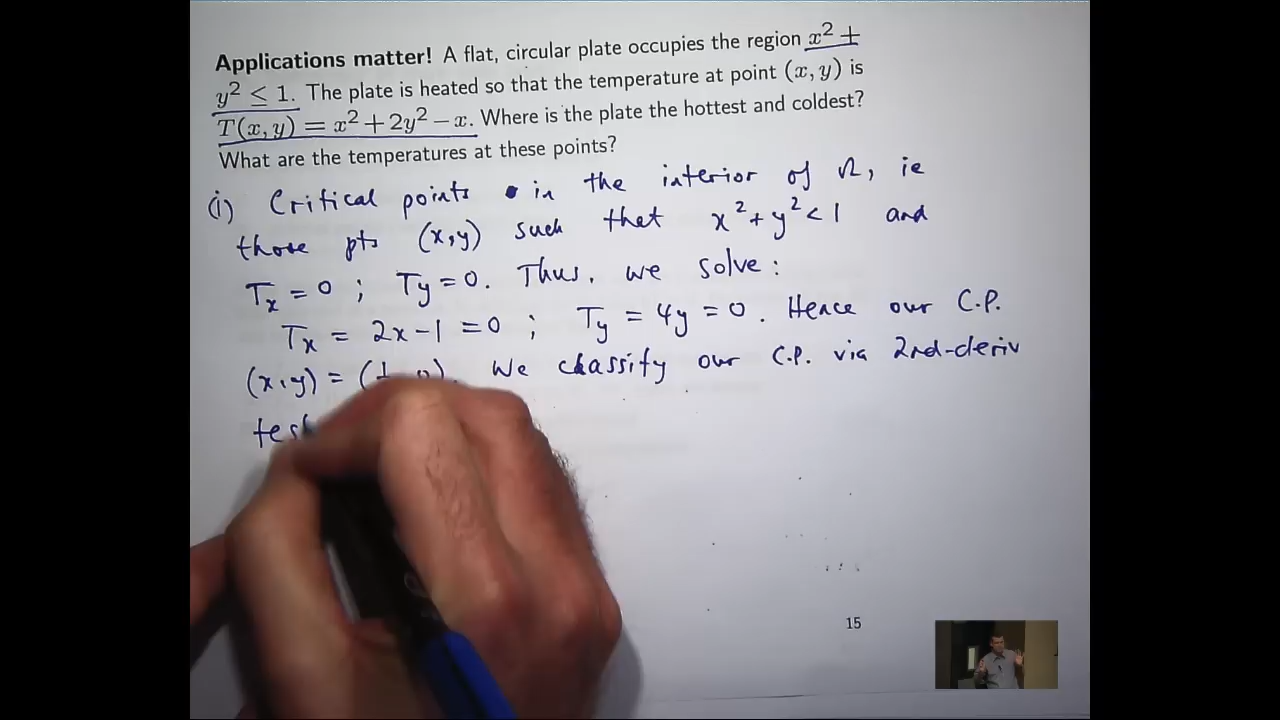 Applications matter! A flat, circular plate occupies the region x² +
y² ≤ 1. The plate is heated so that the temperature at point (x, y) is
T(x, y) = x² + 2y² − x. Where is the plate the hottest and coldest?
What are the temperatures at these points?
(i) Critical points in the interior of Ω, ie
those pts (x,y) such that x² + y² < 1 and
Tx = 0 ; Ty = 0. Thus, we solve :
Tx = 2x − 1 = 0 ; Ty = 4y = 0. Hence our C.P.
(x,y) = ( We classify our C.P. via 2nd-deriv
test
15